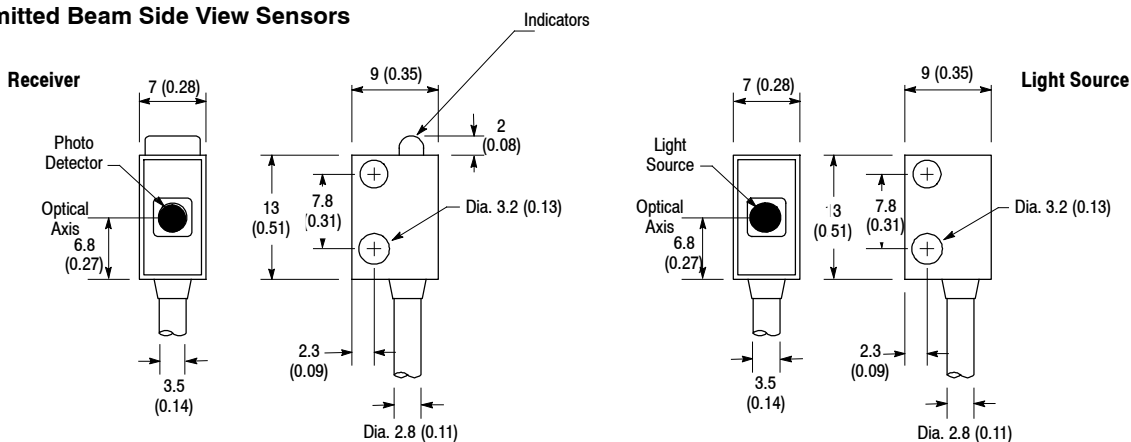 mitted Beam Side View Sensors
Indicators
Receiver
7 (0.28)
9 (0.35)
2
(0.08)
Photo
Detector
Optical
Axis
6.8
(0.27)
13
(0.51)
7.8
(0.31)
Dia. 3.2 (0.13)
2.3
(0.09)
3.5
(0.14)
Dia. 2.8 (0.11)
Light Source
7 (0.28)
9 (0.35)
Light
Source
Optical
Axis
6.8
(0.27)
3
(0 51)
7.8
(0.31)
Dia. 3.2 (0.13)
2.3
(0.09)
3.5
(0.14)
Dia. 2.8 (0.11)